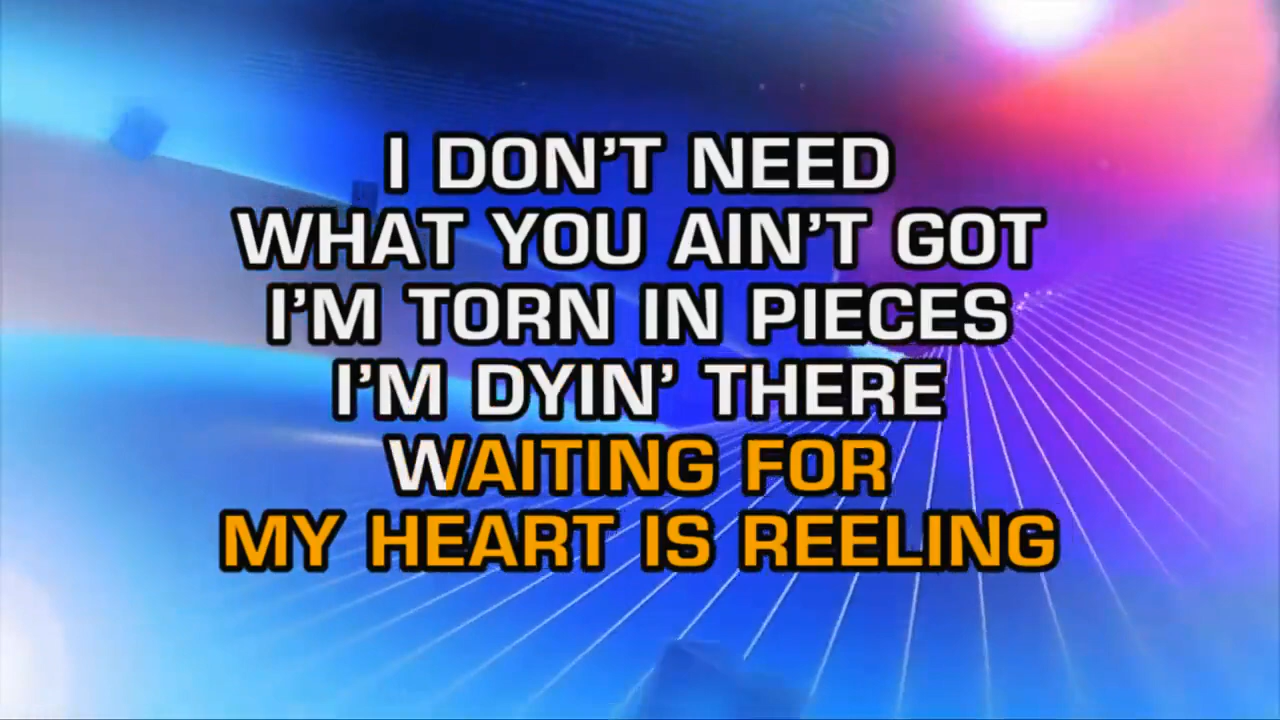 I DON’T NEED
WHAT YOU AIN’T GOT
I’M TORN IN PIECES
I’M DYIN’ THERE
WAITING FOR
MY HEART IS REELING